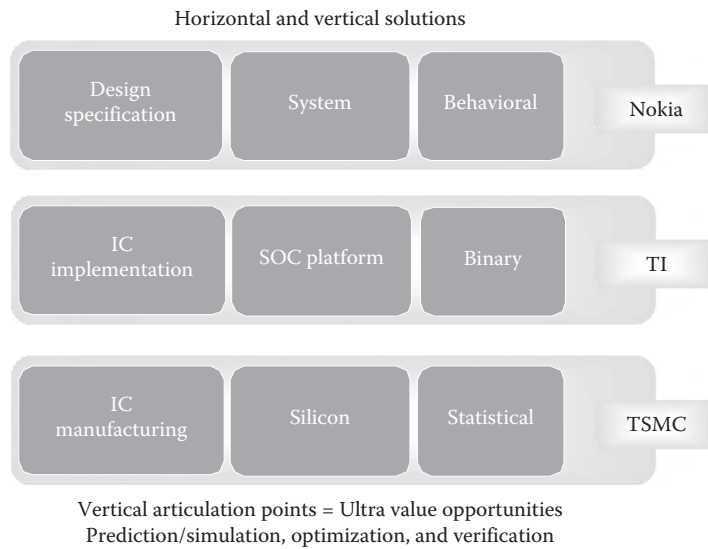 Horizontal and vertical solutions
Design
specification
System
Behavioral
Nokia
IC
implementation
SOC platform
Binary
TI
IC
manufacturing
Silicon
Statistical
TSMC
Vertical articulation points = Ultra value opportunities
Prediction/simulation, optimization, and verification